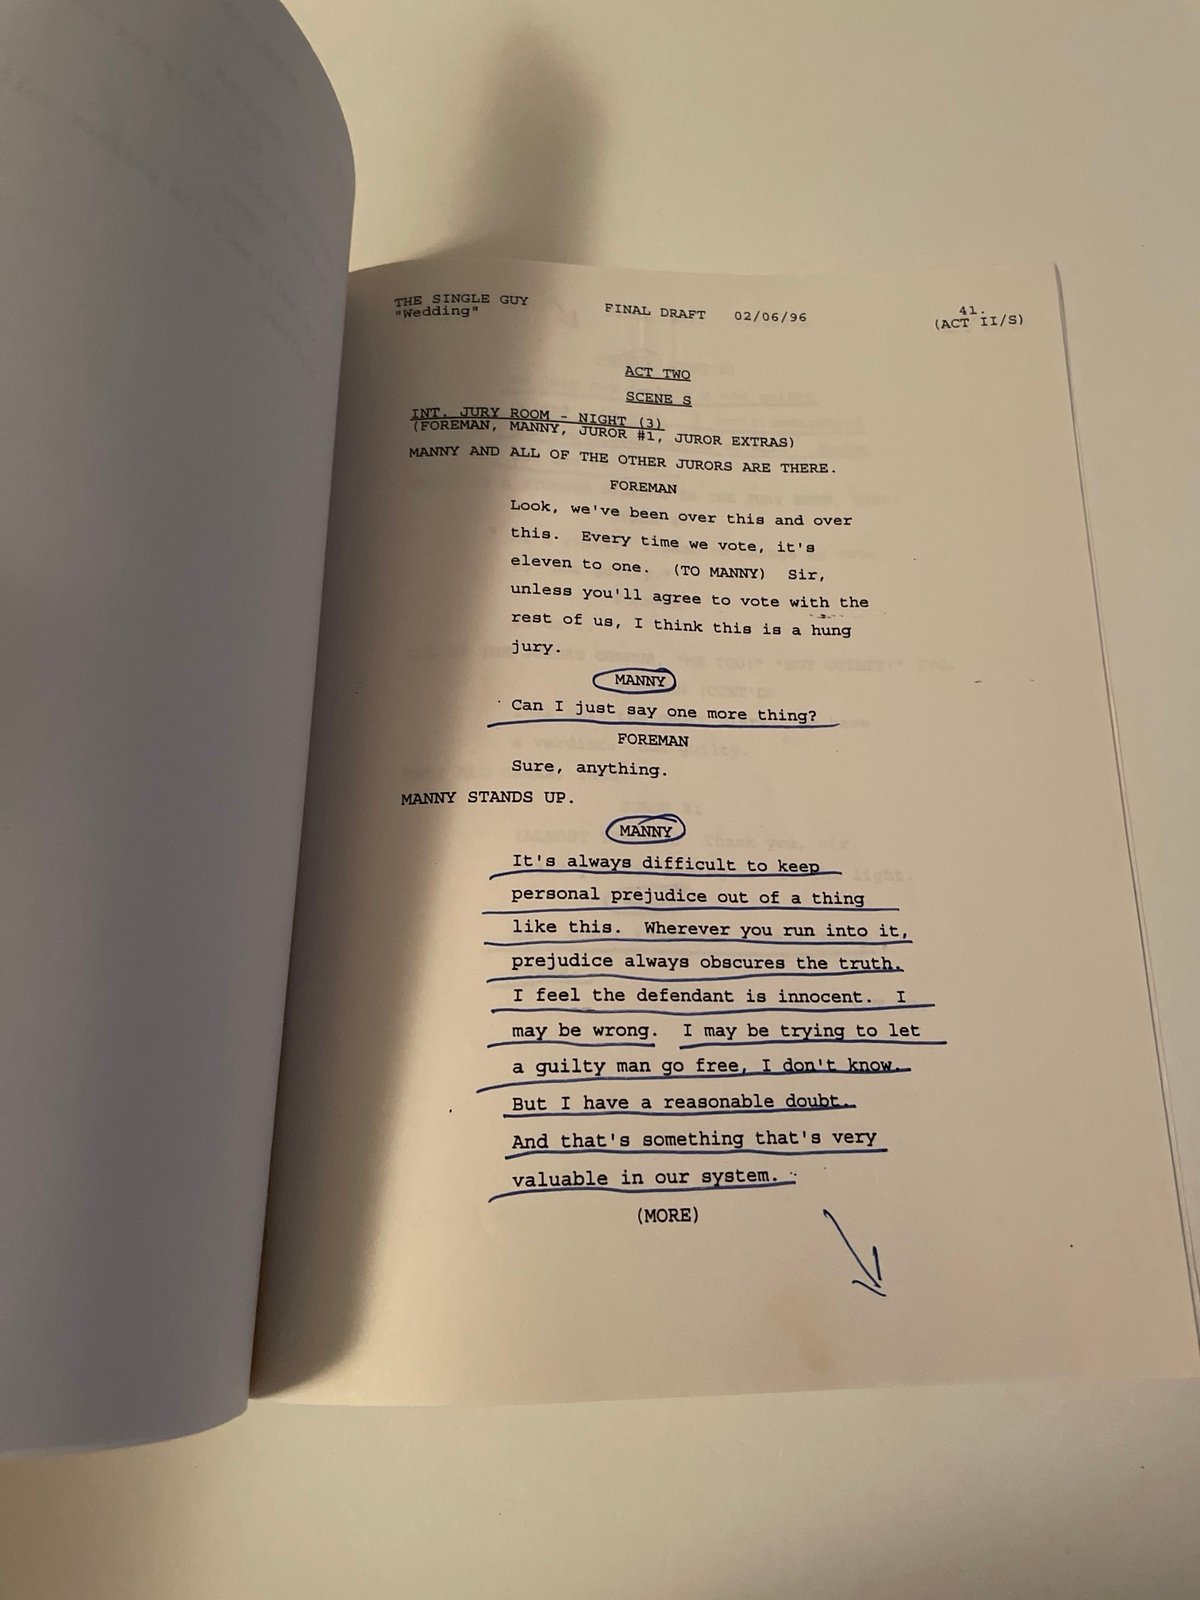 THE SINGLE GUY FINAL DRAFT 02/06/96 41.
"Wedding" (ACT II/S)
ACT TWO
SCENE S
INT. JURY ROOM - NIGHT (3)
(FOREMAN, MANNY, JUROR #1, JUROR EXTRAS)
MANNY AND ALL OF THE OTHER JURORS ARE THERE.
FOREMAN
Look, we've been over this and over
this. Every time we vote, it's
eleven to one. (TO MANNY) Sir,
unless you'll agree to vote with the
rest of us, I think this is a hung
jury.
MANNY
Can I just say one more thing?
FOREMAN
Sure, anything.
MANNY STANDS UP.
MANNY
It's always difficult to keep
personal prejudice out of a thing
like this. Wherever you run into it,
prejudice always obscures the truth.
I feel the defendant is innocent. I
may be wrong. I may be trying to let
a guilty man go free, I don't know.
But I have a reasonable doubt.
And that's something that's very
valuable in our system.
(MORE)